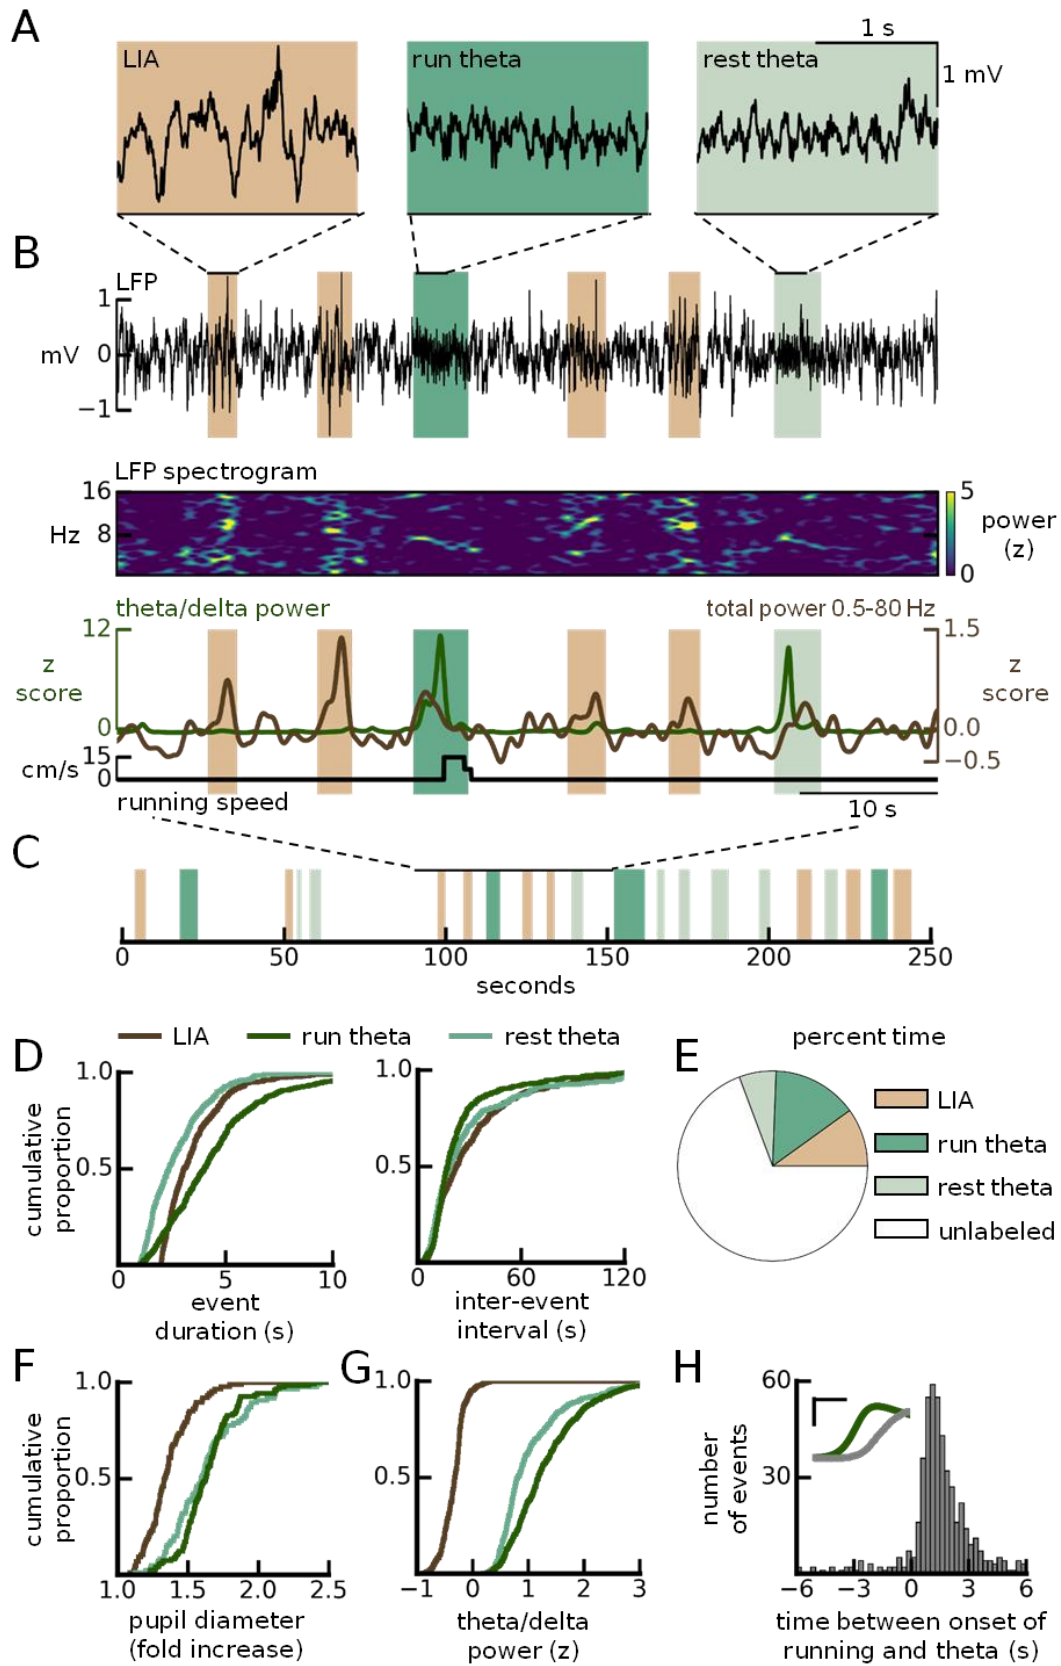 A
LIA
run theta
rest theta
1 s
1 mV
B
LFP
1
mV 0
−1
LFP spectrogram
16
Hz 8
5
power
(z)
0
theta/delta power
total power 0.5-80 Hz
12
1.5
z
score
z
score
0
0.0
−0.5
15
cm/s 0
running speed
10 s
C
0 50 100 150 200 250
seconds
LIA run theta rest theta
D
1.0
0.5
cumulative
proportion
0 5 10
event
duration (s)
1.0
0.5
0 60 120
inter-event
interval (s)
E
percent time
LIA
run theta
rest theta
unlabeled
F
1.0
0.5
cumulative
proportion
1.0 1.5 2.0 2.5
pupil diameter
(fold increase)
G
1.0
0.5
−1 0 1 2 3
theta/delta
power (z)
H
60
30
number
of events
−6 −3 0 3 6
time between onset of
running and theta (s)